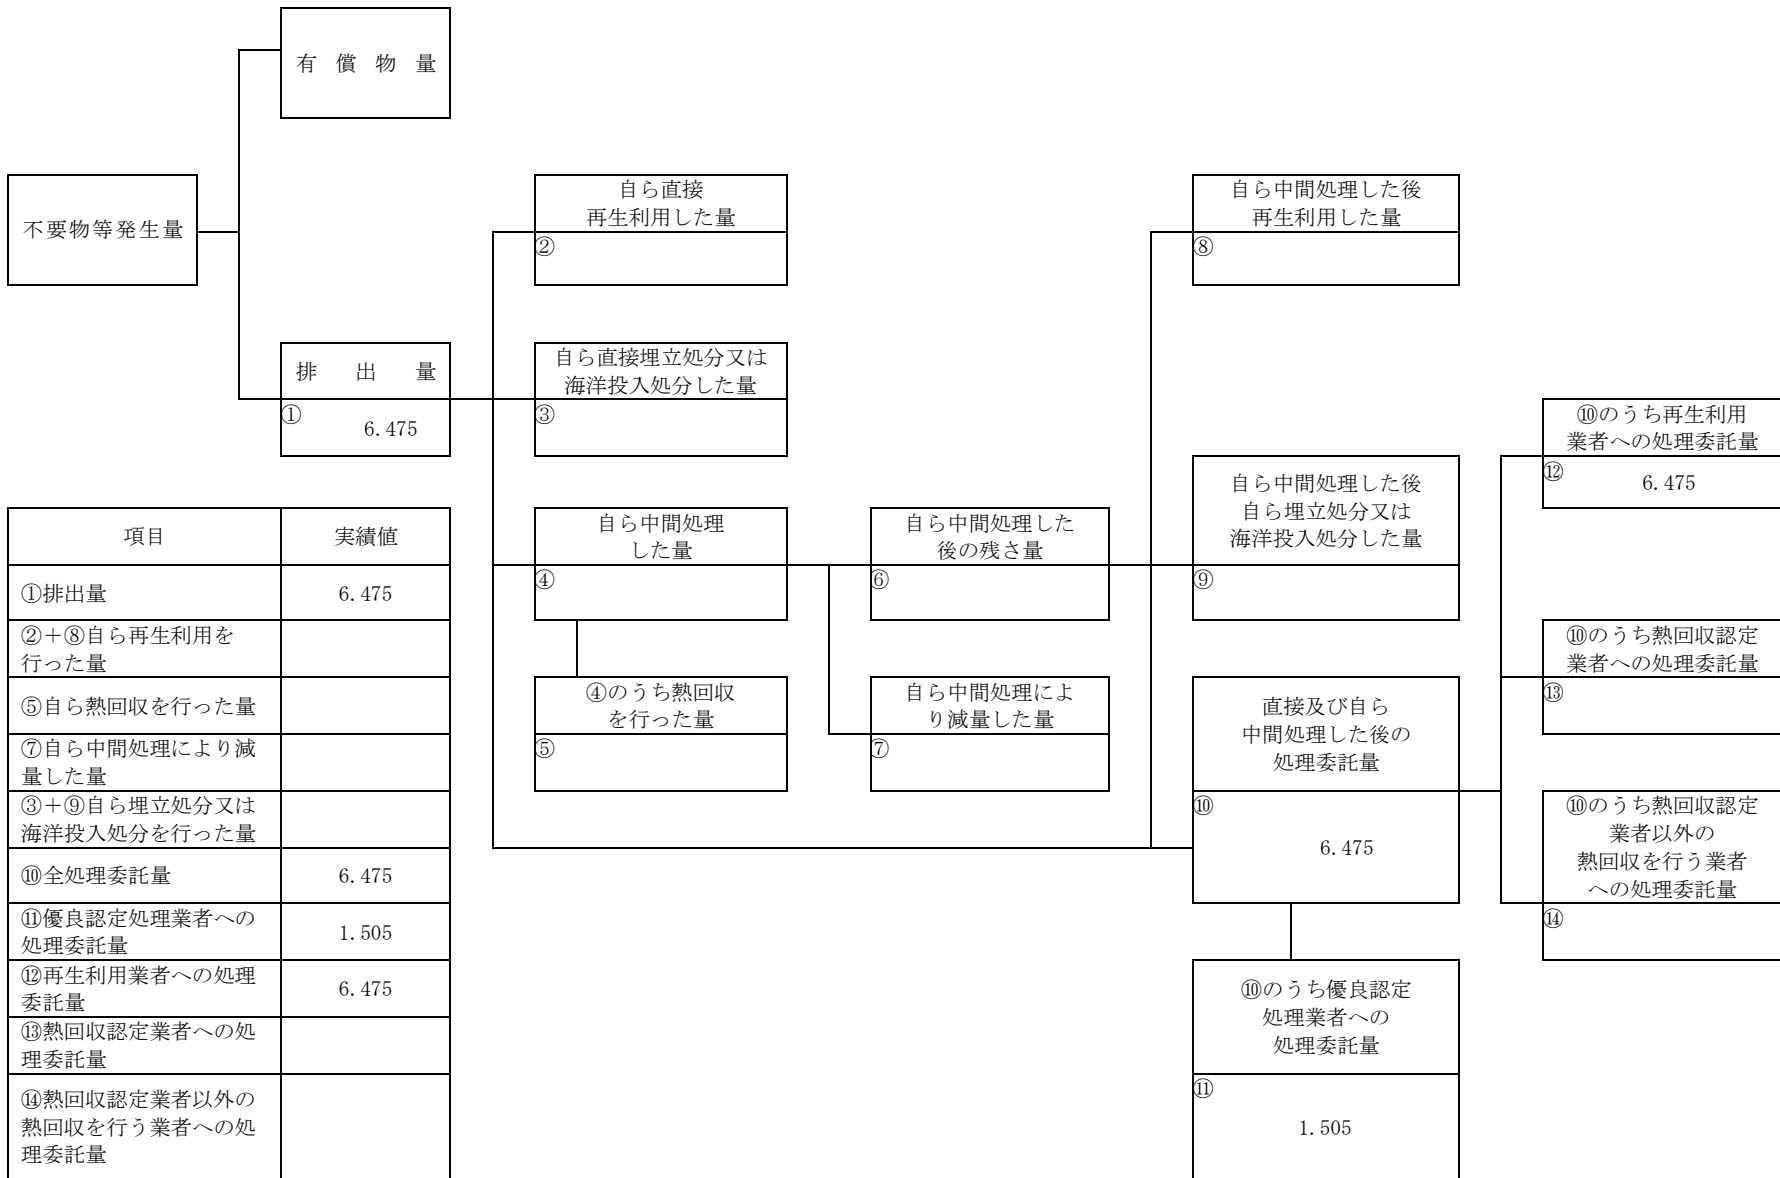 有償物量
不要物等発生量
自ら直接
再生利用した量
②
自ら中間処理した後
再生利用した量
⑧
排出量
①
6.475
自ら直接埋立処分又は
海洋投入処分した量
③
⑩のうち再生利用
業者への処理委託量
⑫
6.475
自ら中間処理した後
自ら埋立処分又は
海洋投入処分した量
⑨
自ら中間処理
した量
④
自ら中間処理した
後の残さ量
⑥
⑩のうち熱回収認定
業者への処理委託量
⑬
④のうち熱回収
を行った量
⑤
自ら中間処理によ
り減量した量
⑦
直接及び自ら
中間処理した後の
処理委託量
⑩
6.475
⑩のうち熱回収認定
業者以外の
熱回収を行う業者
への処理委託量
⑭
⑩のうち優良認定
処理業者への
処理委託量
⑪
1.505
項目 実績値
①排出量 6.475
②＋⑧自ら再生利用を
行った量
⑤自ら熱回収を行った量
⑦自ら中間処理により減
量した量
③＋⑨自ら埋立処分又は
海洋投入処分を行った量
⑩全処理委託量 6.475
⑪優良認定処理業者への
処理委託量 1.505
⑫再生利用業者への処理
委託量 6.475
⑬熱回収認定業者への処
理委託量
⑭熱回収認定業者以外の
熱回収を行う業者への処
理委託量